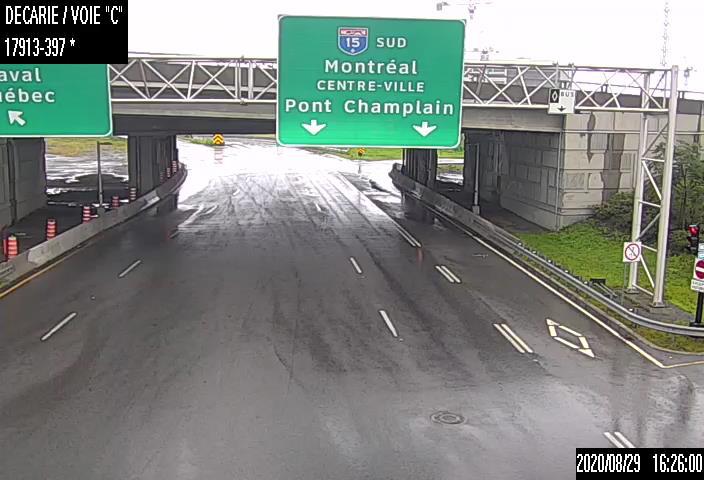 DECARIE / VOIE "C"
17913-397 *
aval
uébec
15 SUD
Montréal
CENTRE-VILLE
Pont Champlain
BUS
2020/08/29 16:26:00